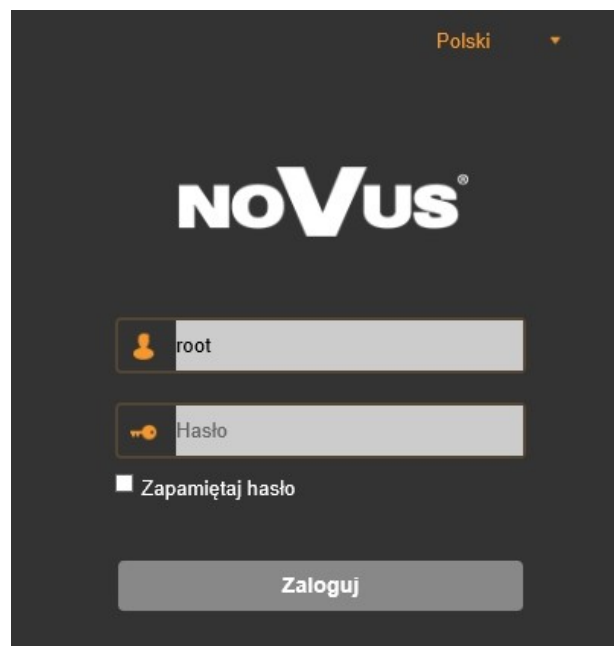 Polski
NOVUS®
root
Hasło
Zapamiętaj hasło
Zaloguj